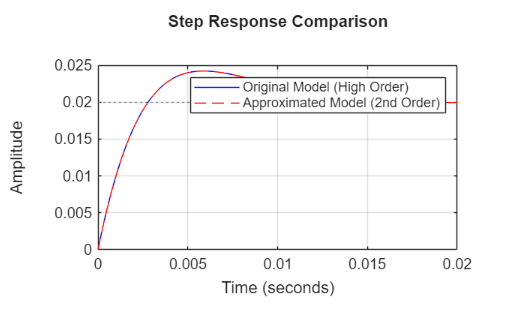 Step Response Comparison
0.025
0.02
0.015
0.01
0.005
0
Amplitude
Original Model (High Order)
Approximated Model (2nd Order)
0 0.005 0.01 0.015 0.02
Time (seconds)